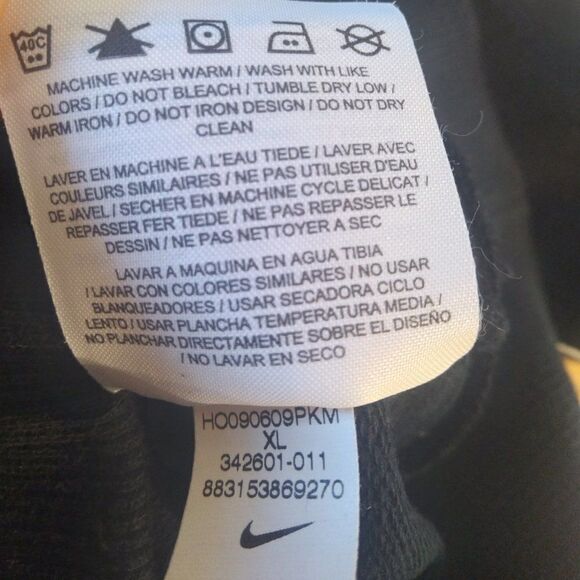 40C
MACHINE WASH WARM / WASH WITH LIKE
COLORS / DO NOT BLEACH / TUMBLE DRY LOW /
WARM IRON / DO NOT IRON DESIGN / DO NOT DRY
CLEAN
LAVER EN MACHINE A L'EAU TIEDE / LAVER AVEC
COULEURS SIMILAIRES / NE PAS UTILISER D'EAU
DE JAVEL / SECHER EN MACHINE CYCLE DELICAT /
REPASSER FER TIEDE / NE PAS REPASSER LE
DESSIN / NE PAS NETTOYER A SEC
LAVAR A MAQUINA EN AGUA TIBIA
/ LAVAR CON COLORES SIMILARES / NO USAR
BLANQUEADORES / USAR SECADORA CICLO
LENTO / USAR PLANCHA TEMPERATURA MEDIA /
NO PLANCHAR DIRECTAMENTE SOBRE EL DISEÑO
/ NO LAVAR EN SECO
HO090609PKM
XL
342601-011
883153869270